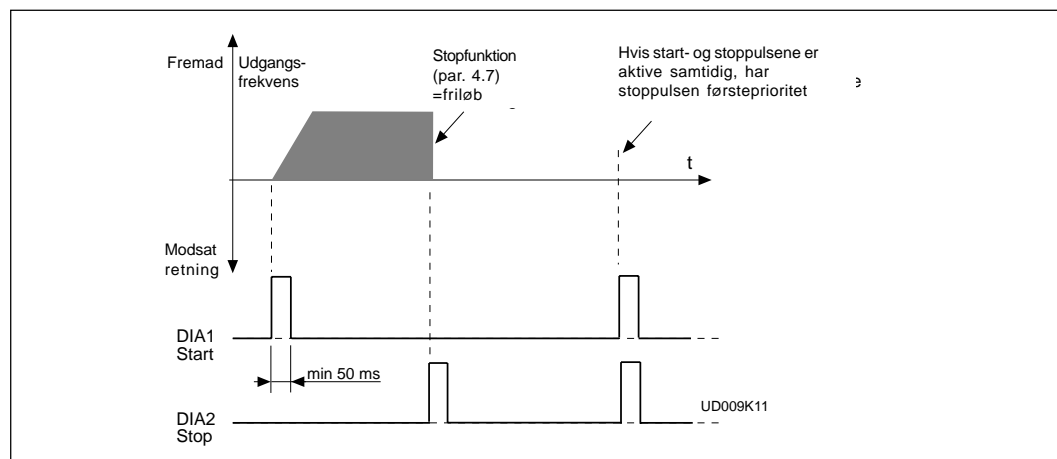 Fremad
Udgangs-
frekvens
Stopfunktion
(par. 4.7)
=friløb
Hvis start- og stoppulsene er
aktive samtidig, har
stoppulsen førsteprioritet
t
Modsat
retning
DIA1
Start
min 50 ms
DIA2
Stop
UD009K11